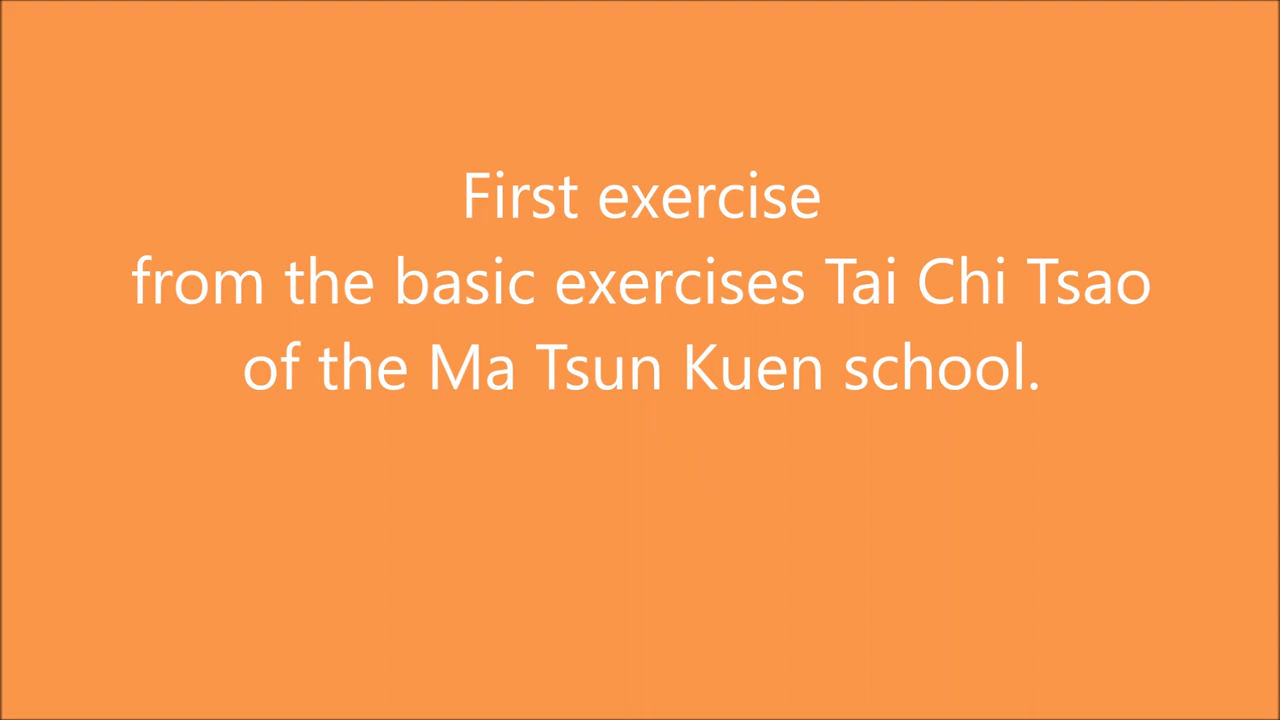 First exercise
from the basic exercises Tai Chi Tsao
of the Ma Tsun Kuen school.